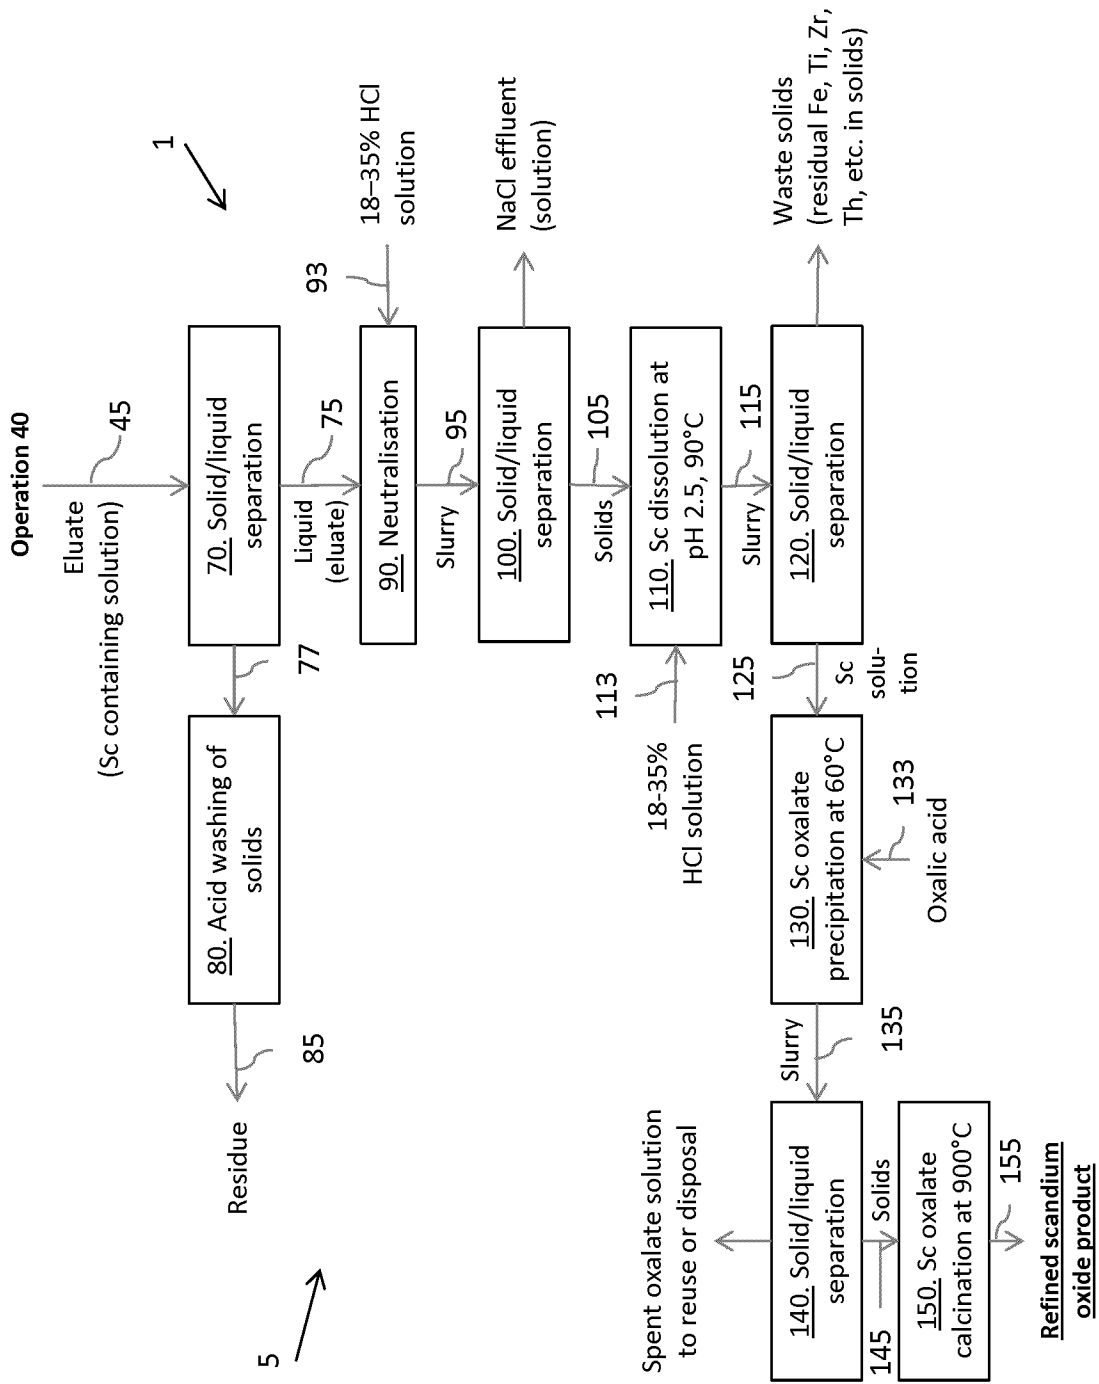 Operation 40
Eluate
(Sc containing solution)
45
1
70. Solid/liquid
separation
77
80. Acid washing of
solids
85
Residue
Liquid
(eluate)
75
93
18–35% HCl
solution
90. Neutralisation
Slurry
95
100. Solid/liquid
separation
NaCl effluent
(solution)
Solids
105
110. Sc dissolution at
pH 2.5, 90°C
113
18-35%
HCl solution
Slurry
115
120. Solid/liquid
separation
Waste solids
(residual Fe, Ti, Zr,
Th, etc. in solids)
125
Sc
solu-
tion
130. Sc oxalate
precipitation at 60°C
133
Oxalic acid
Slurry
135
140. Solid/liquid
separation
Spent oxalate solution
to reuse or disposal
145
Solids
150. Sc oxalate
calcination at 900°C
155
Refined scandium
oxide product
5